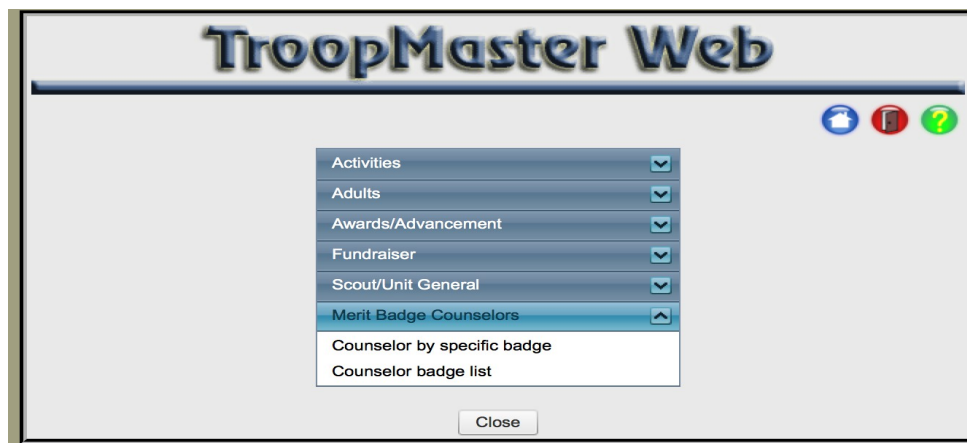 TroopMaster Web
?
Activities
Adults
Awards/Advancement
Fundraiser
Scout/Unit General
Merit Badge Counselors
Counselor by specific badge
Counselor badge list
Close